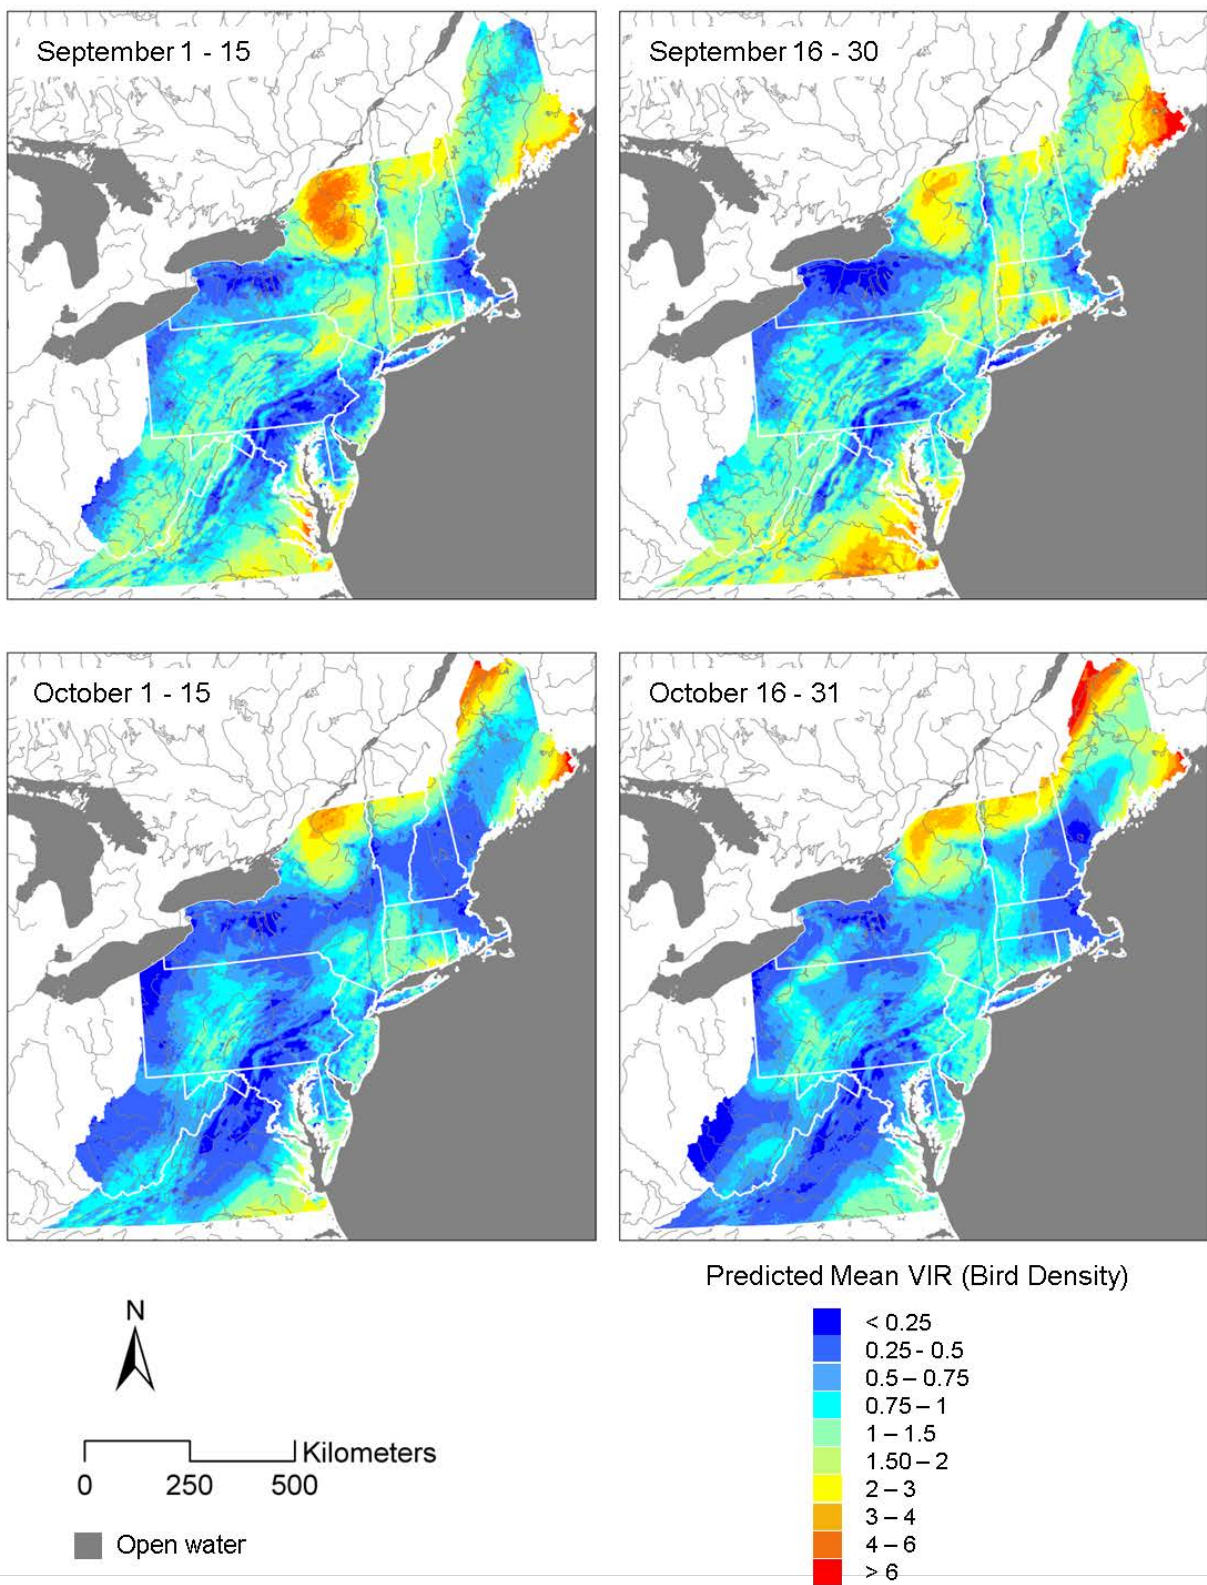 September 1 - 15
September 16 - 30
October 1 - 15
October 16 - 31
Predicted Mean VIR (Bird Density)
N
< 0.25
0.25 - 0.5
0.5 – 0.75
0.75 – 1
1 – 1.5
1.50 – 2
2 – 3
3 – 4
4 – 6
> 6
Kilometers
0 250 500
Open water